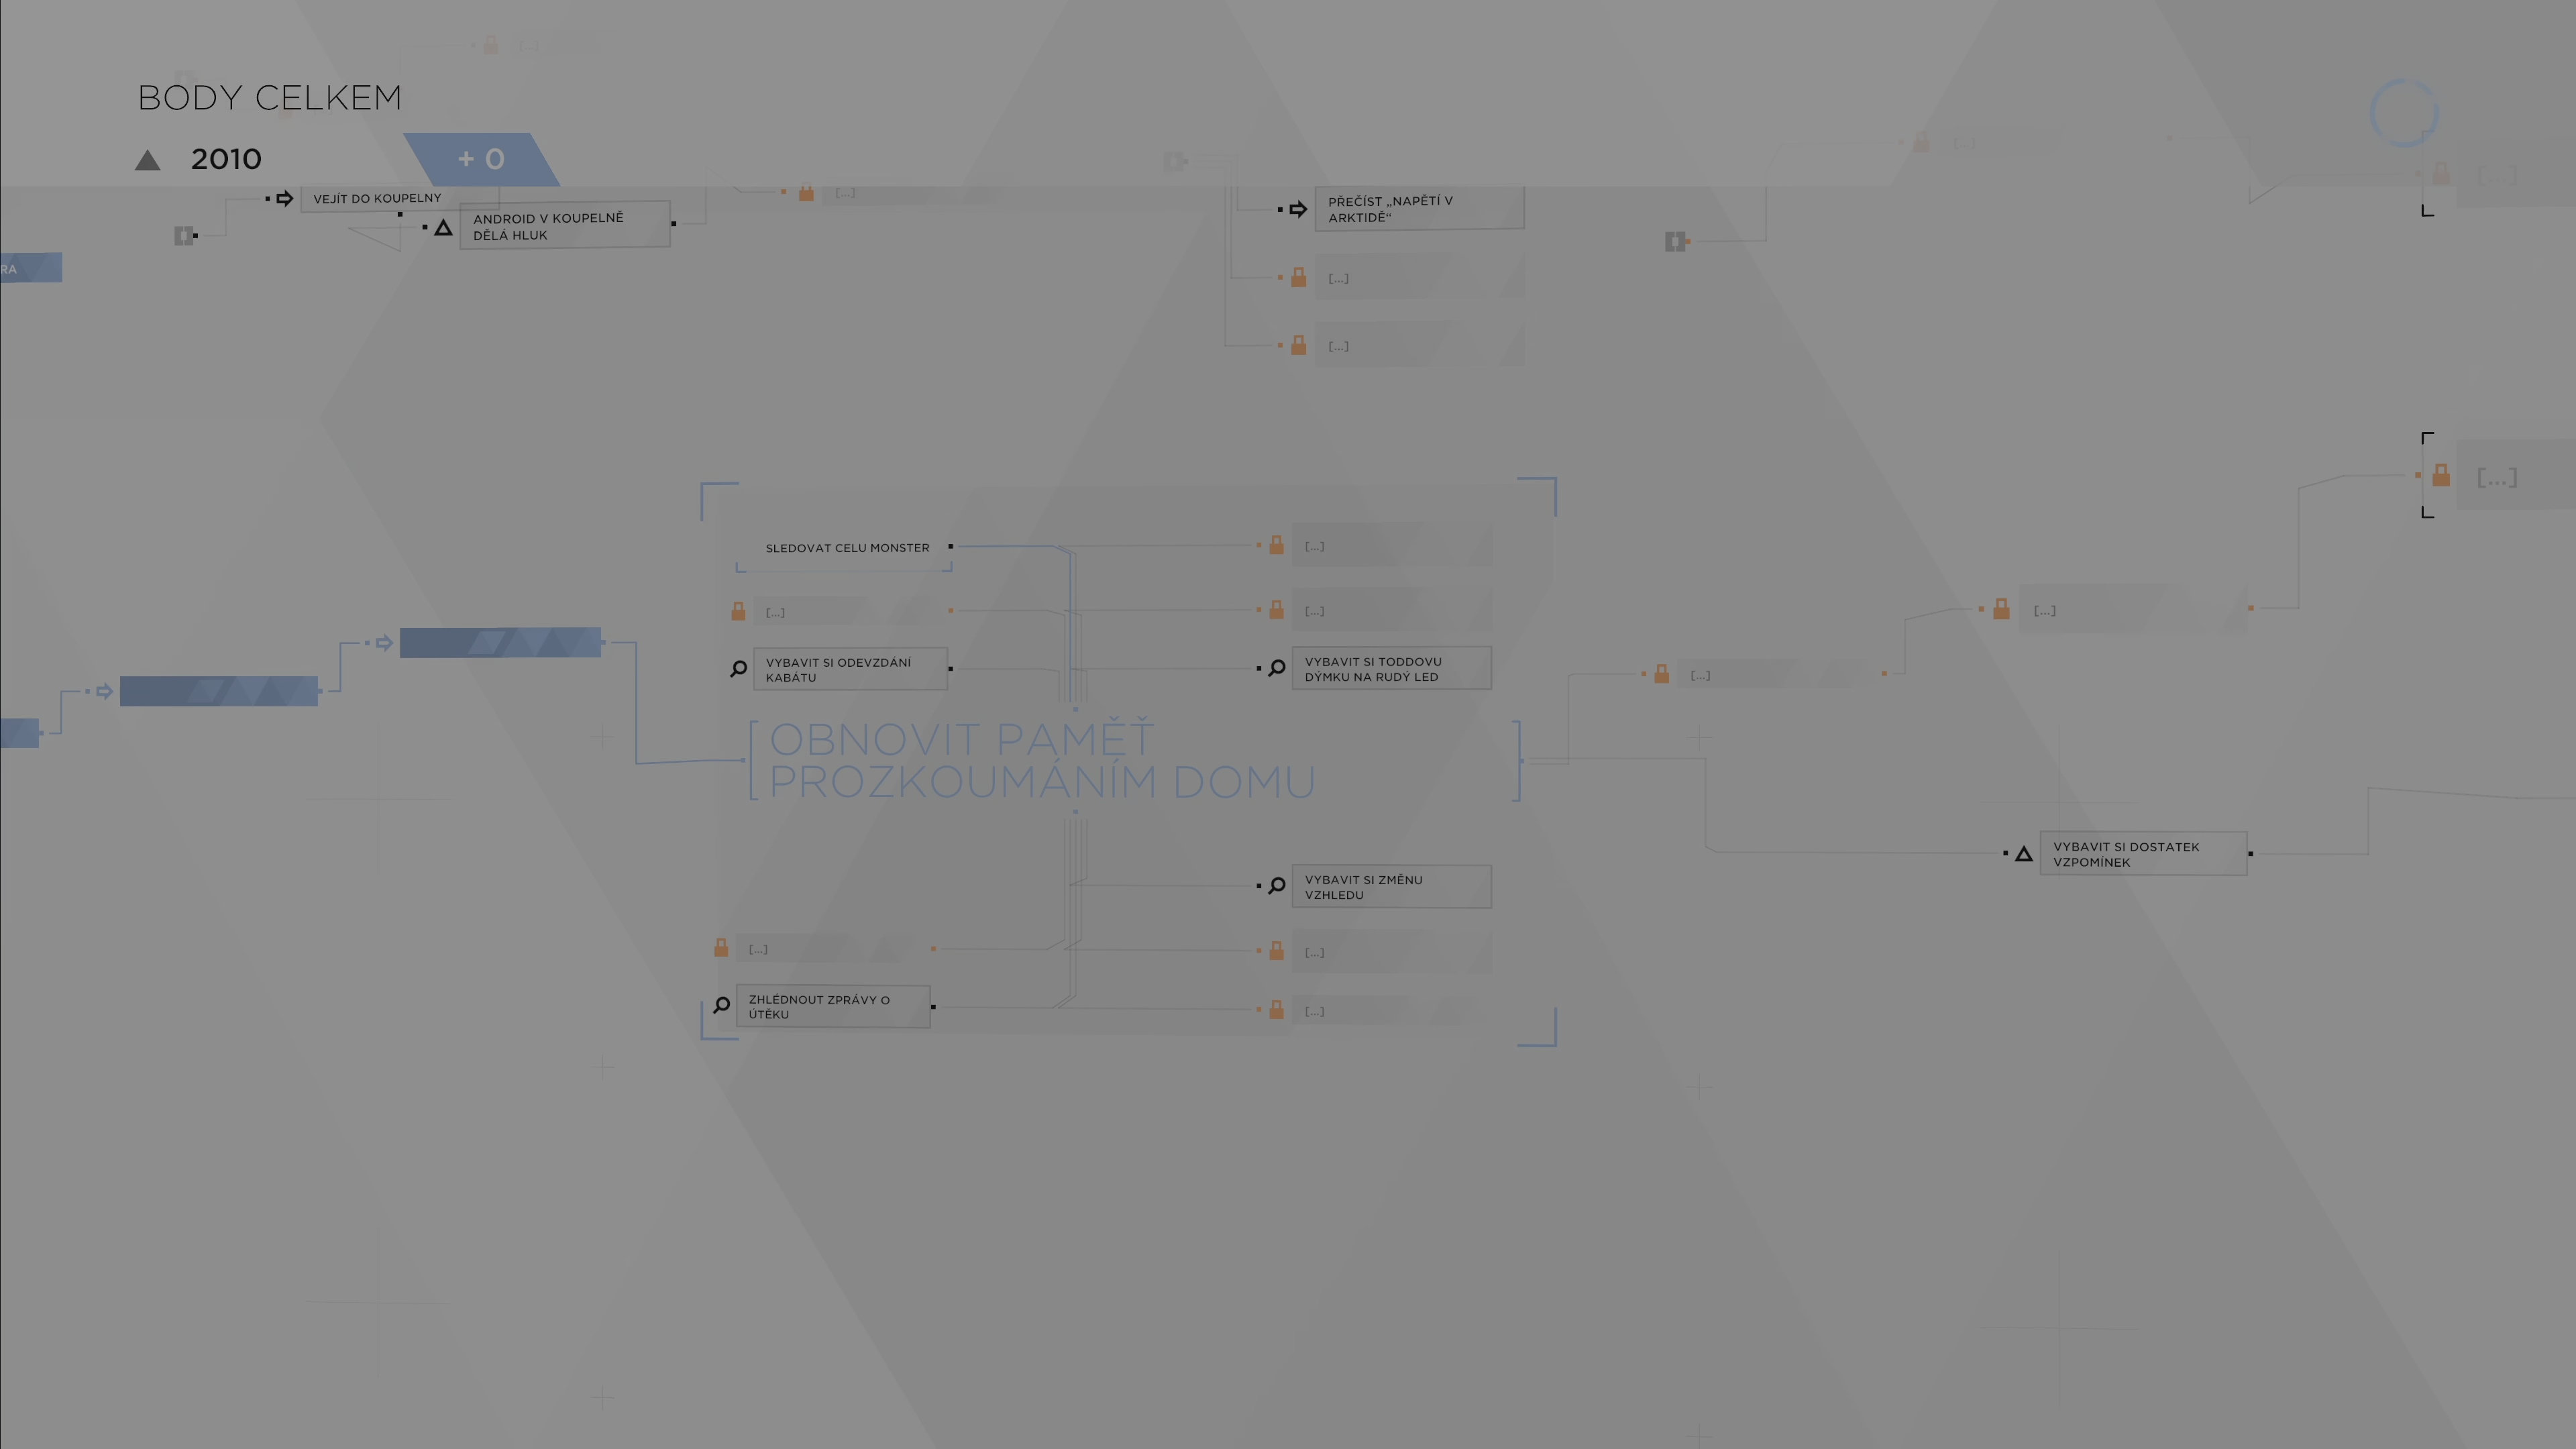 BODY CELKEM
2010
+ 0
VEJÍT DO KOUPELNY
ANDROID V KOUPELNĚ
DĚLÁ HLUK
[...]
PŘEČÍST „NAPĚTÍ V
ARKTIDĚ“
[...]
[...]
[...]
[...]
[...]
RA
[...]
SLEDOVAT CELU MONSTER
[...]
[...]
[...]
[...]
VYBAVIT SI ODEVZDÁNÍ
KABÁTU
VYBAVIT SI TODDOVU
DÝMKU NA RUDÝ LED
[...]
[...]
OBNOVIT PAMĚŤ
PROZKOUMÁNÍM DOMU
VYBAVIT SI DOSTATEK
VZPOMÍNEK
VYBAVIT SI ZMĚNU
VZHLEDU
[...]
[...]
ZHLÉDNOUT ZPRÁVY O
ÚTĚKU
[...]